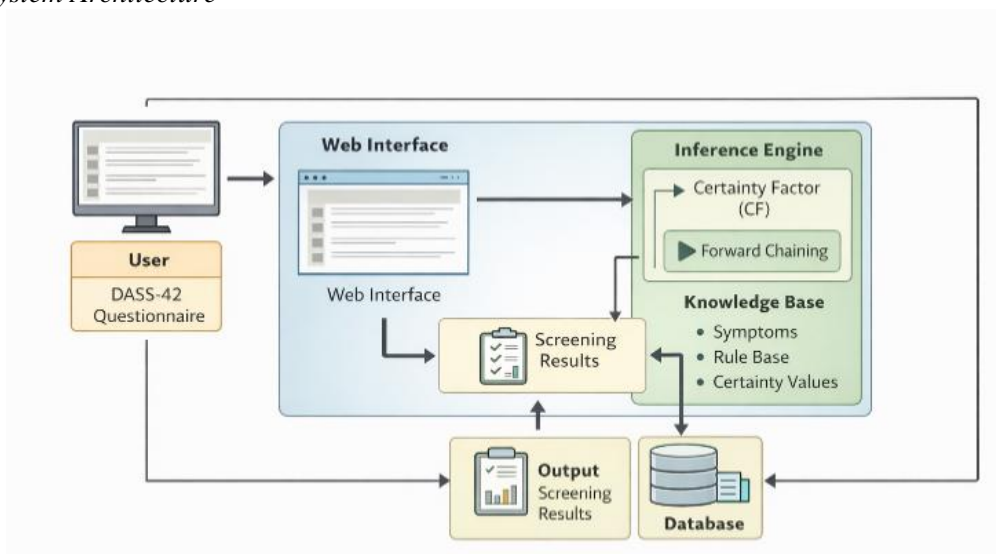 Architecture
Web Interface
Inference Engine
Certainty Factor
(CF)
Forward Chaining
User
DASS-42
Questionnaire
Web Interface
Knowledge Base
• Symptoms
• Rule Base
• Certainty Values
Screening
Results
Output
Screening
Results
Database